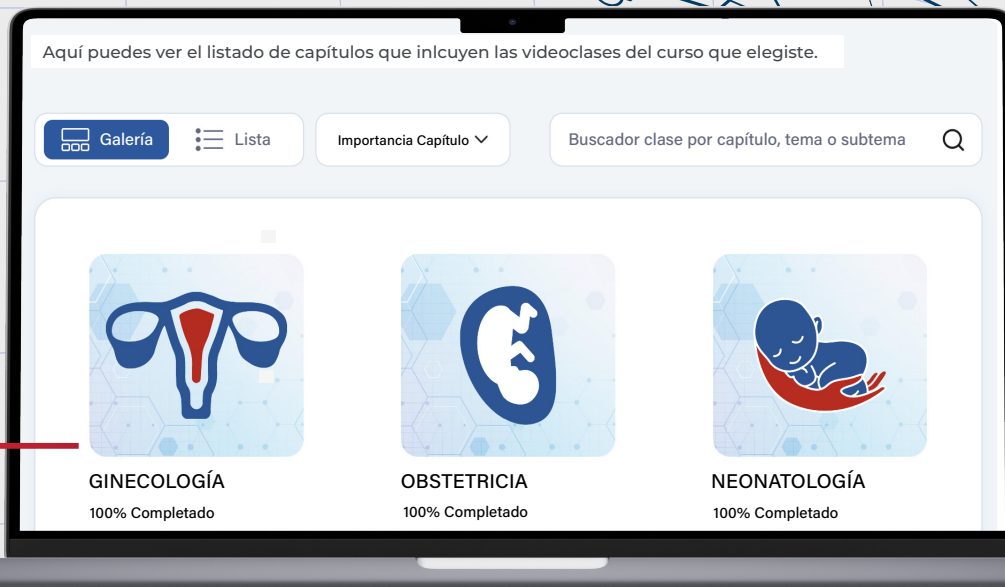 Aquí puedes ver el listado de capítulos que inlcuyen las videoclases del curso que elegiste.
Galería Lista Importancia Capítulo Buscador clase por capítulo, tema o subtema
GINECOLOGÍA OBSTETRICIA NEONATOLOGÍA
100% Completado 100% Completado 100% Completado